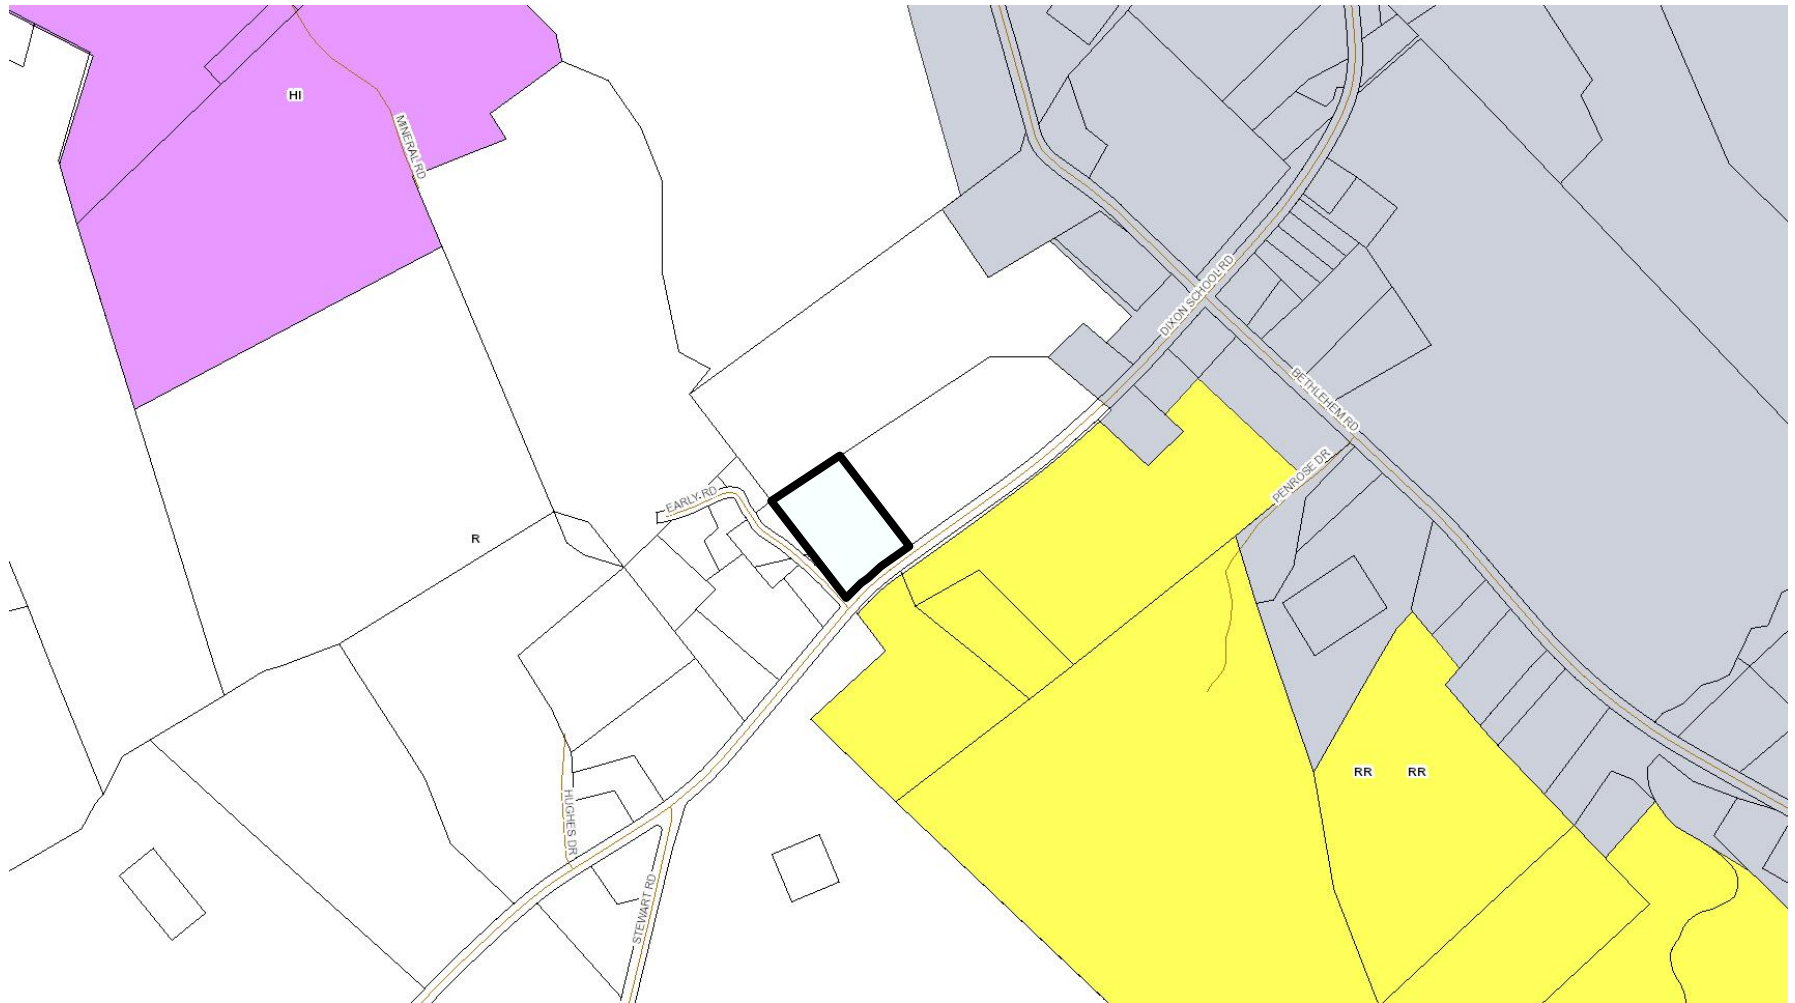 HI
MINERAL RD
DIXON SCHOOL RD
BETHLEHEM RD
PENROSE DR
EARLY RD
R
RR
RR
HUGHES DR
STEWART RD